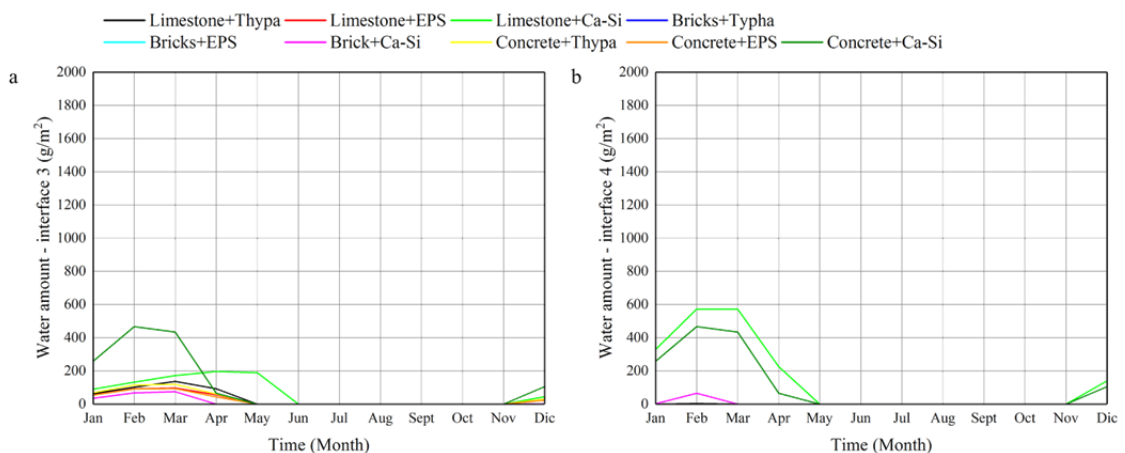 Limestone+Thypa Limestone+EPS Limestone+Ca-Si Bricks+Typha
Bricks+EPS Brick+Ca-Si Concrete+Thypa Concrete+EPS Concrete+Ca-Si
a
Water amount - interface 3 (g/m²)
2000
1800
1600
1400
1200
1000
800
600
400
200
0
Jan Feb Mar Apr May Jun Jul Aug Sept Oct Nov Dic
Time (Month)
b
Water amount - interface 4 (g/m²)
2000
1800
1600
1400
1200
1000
800
600
400
200
0
Jan Feb Mar Apr May Jun Jul Aug Sept Oct Nov Dic
Time (Month)